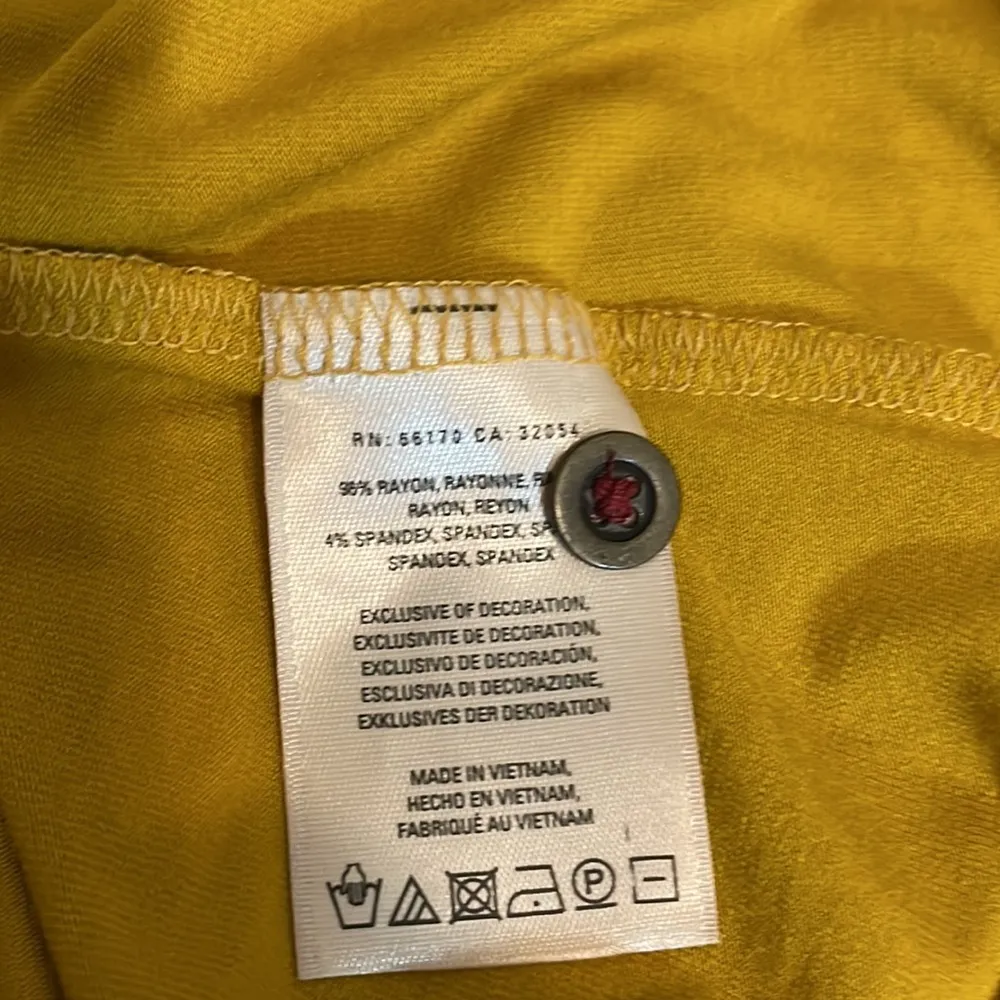 RN: 66170 CA: 32054
96% RAYON, RAYONNE,
RAYON, REYON
4% SPANDEX, SPANDEX,
SPANDEX, SPANDEX
EXCLUSIVE OF DECORATION,
EXCLUSIVITE DE DECORATION,
EXCLUSIVO DE DECORACIÓN,
ESCLUSIVA DI DECORAZIONE,
EXKLUSIVES DER DEKORATION
MADE IN VIETNAM,
HECHO EN VIETNAM,
FABRIQUÉ AU VIETNAM
P